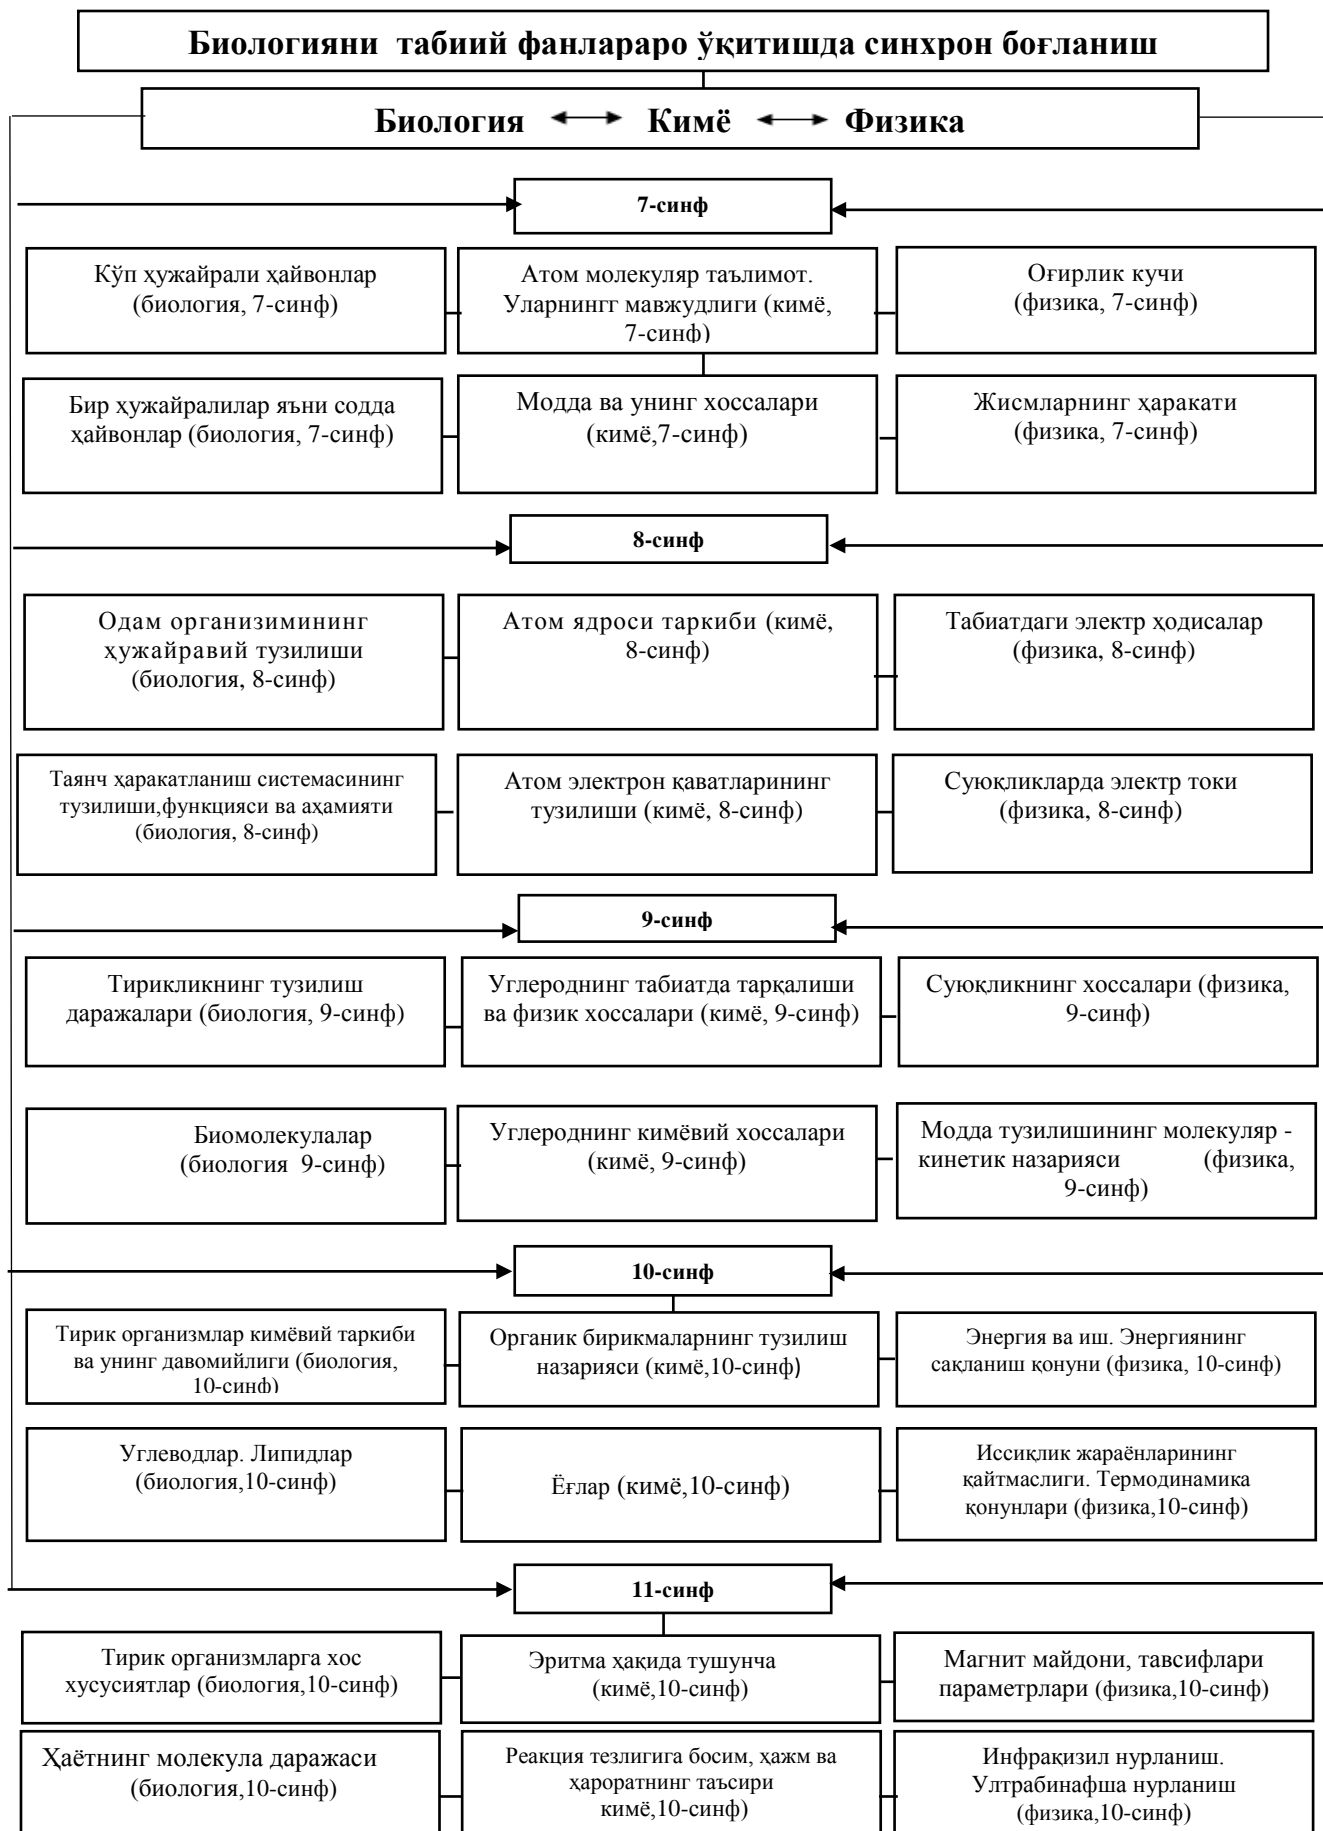 Биологияни табиий фанлараро ўқитишда синхрон боғланиш
Биология Кимё Физика
7-синф
Кўп ҳужайрали ҳайвонлар
(биология, 7-синф)
Атом молекуляр таълимот.
Уларнингг мавжудлиги (кимё,
7-синф)
Оғирлик кучи
(физика, 7-синф)
Бир ҳужайралилар яъни содда
ҳайвонлар (биология, 7-синф)
Модда ва унинг хоссалари
(кимё,7-синф)
Жисмларнинг ҳаракати
(физика, 7-синф)
8-синф
Одам организимининг
ҳужайравий тузилиши
(биология, 8-синф)
Атом ядроси таркиби (кимё,
8-синф)
Табиатдаги электр ҳодисалар
(физика, 8-синф)
Таянч ҳаракатланиш системасининг
тузилиши,функцияси ва аҳамияти
(биология, 8-синф)
Атом электрон қаватларининг
тузилиши (кимё, 8-синф)
Суюқликларда электр токи
(физика, 8-синф)
9-синф
Тирикликнинг тузилиш
даражалари (биология, 9-синф)
Углероднинг табиатда тарқалиши
ва физик хоссалари (кимё, 9-синф)
Суюқликнинг хоссалари (физика,
9-синф)
Биомолекулалар
(биология 9-синф)
Углероднинг кимёвий хоссалари
(кимё, 9-синф)
Модда тузилишининг молекуляр -
кинетик назарияси (физика,
9-синф)
10-синф
Тирик организмлар кимёвий таркиби
ва унинг давомийлиги (биология,
10-синф)
Органик бирикмаларнинг тузилиш
назарияси (кимё,10-синф)
Энергия ва иш. Энергиянинг
сақланиш қонуни (физика, 10-синф)
Углеводлар. Липидлар
(биология,10-синф)
Ёғлар (кимё,10-синф)
Иссиқлик жараёнларининг
қайтмаслиги. Термодинамика
қонунлари (физика,10-синф)
11-синф
Тирик организмларга хос
хусусиятлар (биология,10-синф)
Эритма ҳақида тушунча
(кимё,10-синф)
Магнит майдони, тавсифлари
параметрлари (физика,10-синф)
Ҳаётнинг молекула даражаси
(биология,10-синф)
Реакция тезлигига босим, ҳажм ва
ҳароратнинг таъсири
кимё,10-синф)
Инфрақизил нурланиш.
Ултрабинафша нурланиш
(физика,10-синф)